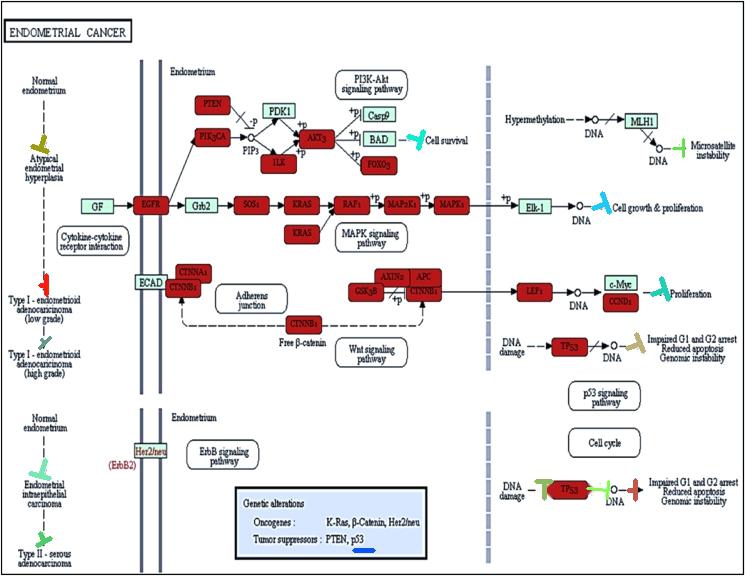 ENDOMETRIAL CANCER
Normal
endometrium
Atypical
endometrial
hyperplasia
Type I - endometrioid
adenocarcinoma
(low grade)
Type I - endometrioid
adenocarcinoma
(high grade)
Endometrium
PI3K-Akt
signaling pathway
PTEN
-p
PIK3CA
PIP3
PDK1
+p
ILK
+p
AKT3
+p
Casp9
+p
BAD
Cell survival
+p
FOXO3
Hypermethylation
DNA
MLH1
DNA
Microsatellite
instability
GF
EGFR
Grb2
SOS1
KRAS
RAF1
+p
MAP2K1
+p
MAPK1
+p
Elk-1
DNA
Cell growth & proliferation
KRAS
Cytokine-cytokine
receptor interaction
MAPK signaling
pathway
ECAD
CTNNA1
CTNNB1
Adherens
junction
AXIN2
APC
GSK3B
+p
CTNNB1
LEF1
DNA
c-Myc
CCND1
Proliferation
CTNNB1
Free β-catenin
Wnt signaling
pathway
DNA
damage
TP53
DNA
Impaired G1 and G2 arrest
Reduced apoptosis
Genomic instability
p53 signaling
pathway
Cell cycle
Normal
endometrium
Endometrial
intraepithelial
carcinoma
Type II - serous
adenocarcinoma
Endometrium
Her2/neu
(ErbB2)
ErbB signaling
pathway
DNA
damage
TP53
DNA
Impaired G1 and G2 arrest
Reduced apoptosis
Genomic instability
Genetic alterations
Oncogenes : K-Ras, β-Catenin, Her2/neu
Tumor suppressors : PTEN, p53